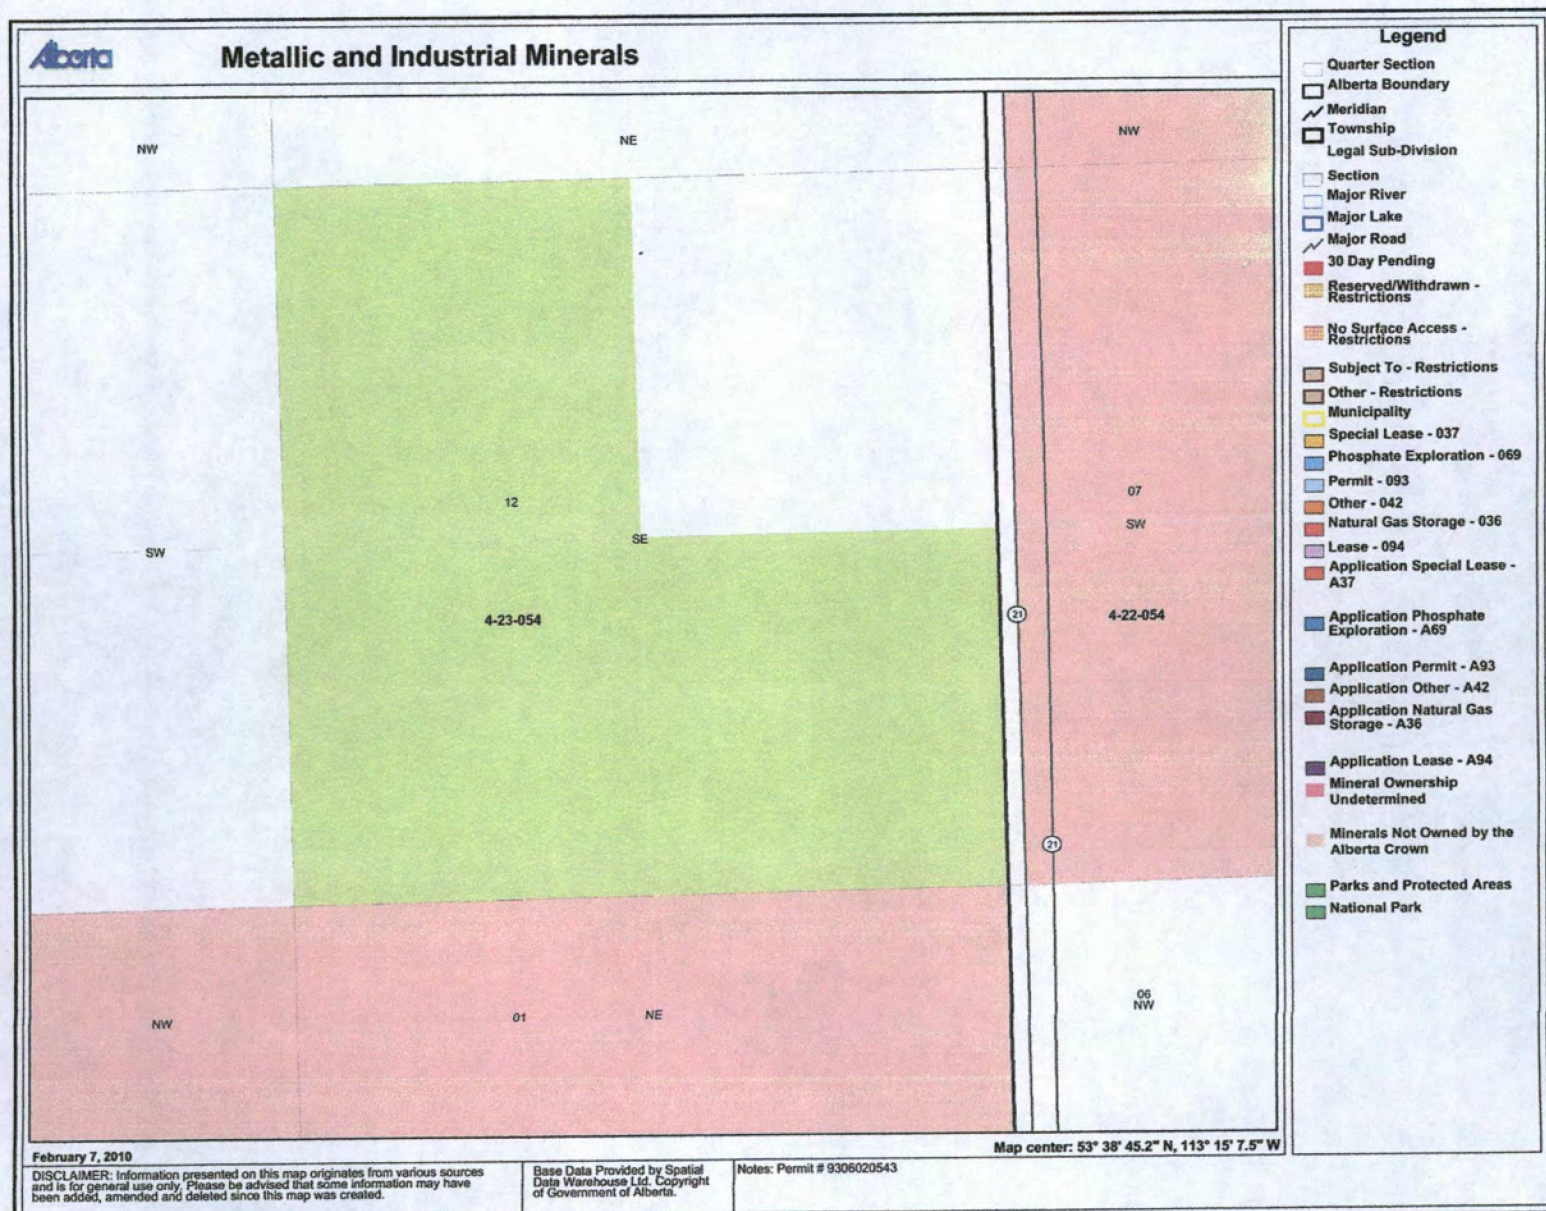 Alberta
Metallic and Industrial Minerals
NW
NE
NW
12
SW
SE
4-23-054
07
SW
4-22-054
21
21
NW
01
NE
06
NW
February 7, 2010
Map center: 53° 38' 45.2" N, 113° 15' 7.5" W
DISCLAIMER: Information presented on this map originates from various sources
and is for general use only. Please be advised that some information may have
been added, amended and deleted since this map was created.
Base Data Provided by Spatial
Data Warehouse Ltd. Copyright
of Government of Alberta.
Notes: Permit # 9306020543
Legend
Quarter Section
Alberta Boundary
Meridian
Township
Legal Sub-Division
Section
Major River
Major Lake
Major Road
30 Day Pending
Reserved/Withdrawn -
Restrictions
No Surface Access -
Restrictions
Subject To - Restrictions
Other - Restrictions
Municipality
Special Lease - 037
Phosphate Exploration - 069
Permit - 093
Other - 042
Natural Gas Storage - 036
Lease - 094
Application Special Lease -
A37
Application Phosphate
Exploration - A69
Application Permit - A93
Application Other - A42
Application Natural Gas
Storage - A36
Application Lease - A94
Mineral Ownership
Undetermined
Minerals Not Owned by the
Alberta Crown
Parks and Protected Areas
National Park